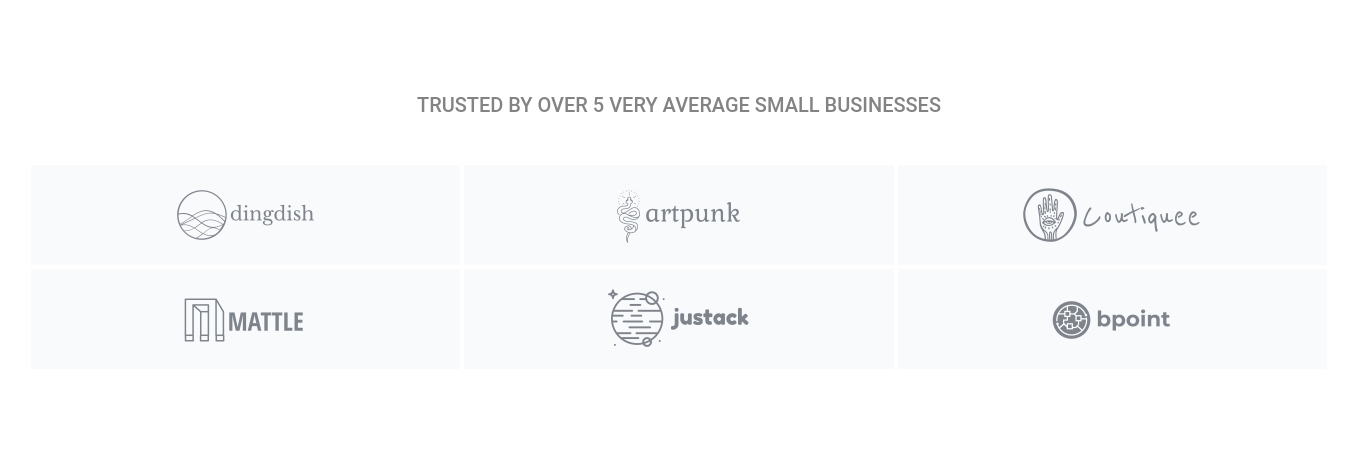 TRUSTED BY OVER 5 VERY AVERAGE SMALL BUSINESSES
dingdish
artpunk
Coutiquee
MATTLE
justack
bpoint